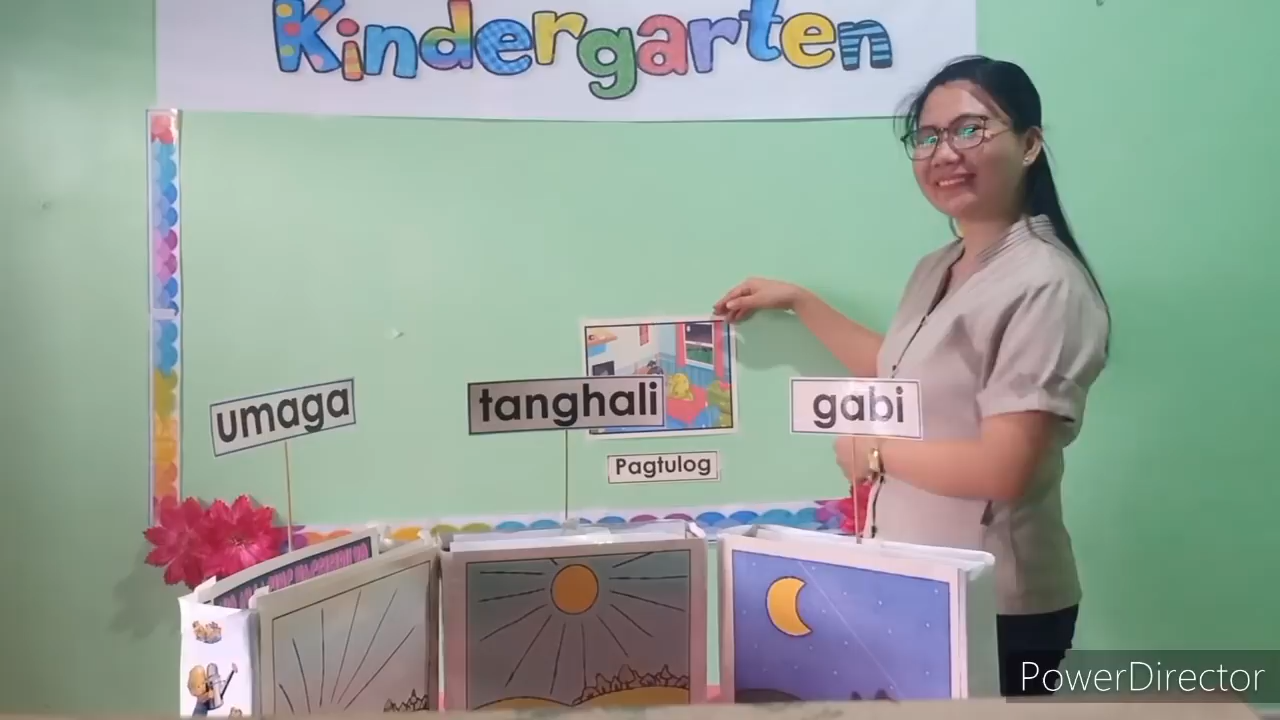 Kindergarten
umaga
tanghali
gabi
Pagtulog
PowerDirector